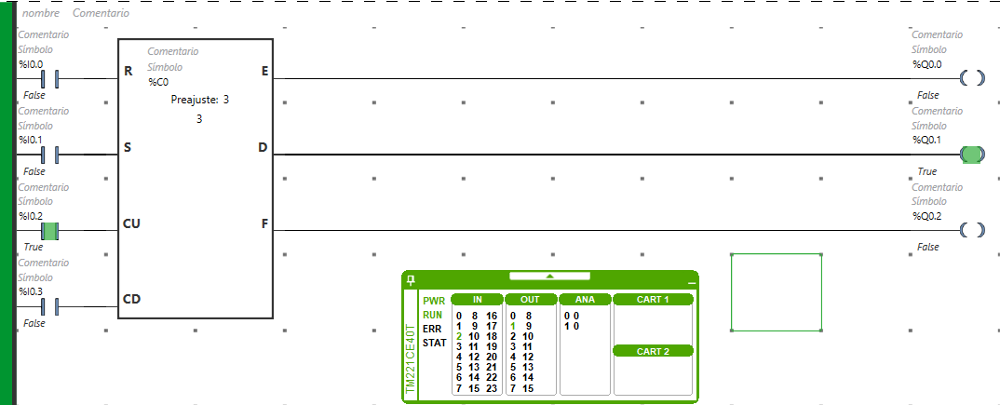 nombre Comentario
Comentario
Símbolo
%I0.0
False
R
Comentario
Símbolo
%C0
Preajuste: 3
3
E
Comentario
Símbolo
%Q0.0
False
Comentario
Símbolo
%I0.1
False
S
D
Comentario
Símbolo
%Q0.1
True
Comentario
Símbolo
%I0.2
True
CU
F
Comentario
Símbolo
%Q0.2
False
Comentario
Símbolo
%I0.3
False
CD
TM221CE40T
PWR
RUN
ERR
STAT
IN
0 8 16
1 9 17
2 10 18
3 11 19
4 12 20
5 13 21
6 14 22
7 15 23
OUT
0 8
1 9
2 10
3 11
4 12
5 13
6 14
7 15
ANA
0 0
1 0
CART 1
CART 2